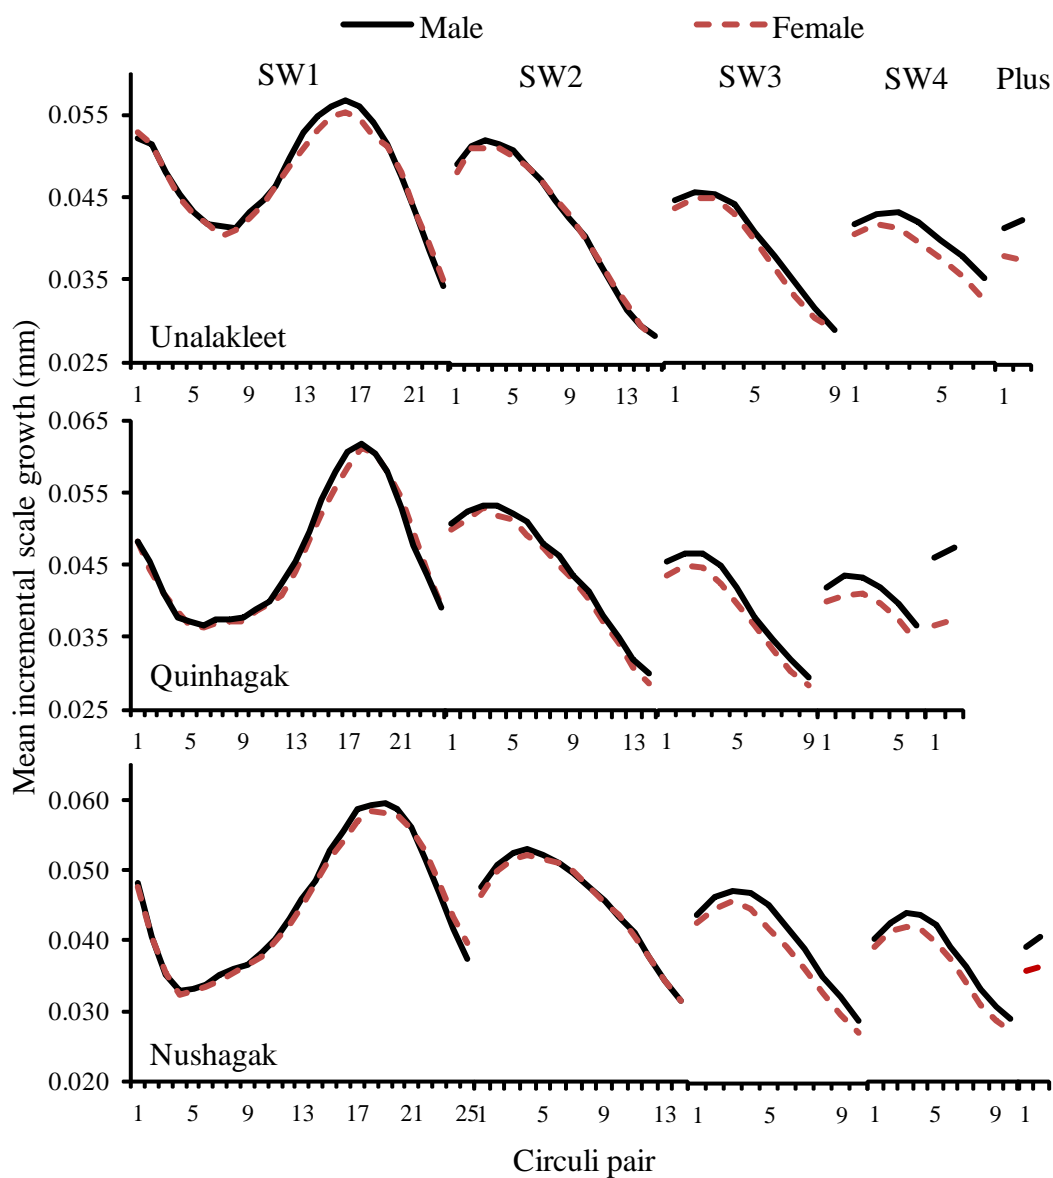 Male Female
SW1 SW2 SW3 SW4 Plus
0.055
0.045
0.035
0.025
Unalakleet
1 5 9 13 17 21 1 5 9 13 1 5 9 1 5 1
Mean incremental scale growth (mm)
0.065
0.055
0.045
0.035
0.025
Quinhagak
1 5 9 13 17 21 1 5 9 13 1 5 9 1 5 1
0.060
0.050
0.040
0.030
0.020
Nushagak
1 5 9 13 17 21 25 1 5 9 13 1 5 9 1 5 9 1
Circuli pair